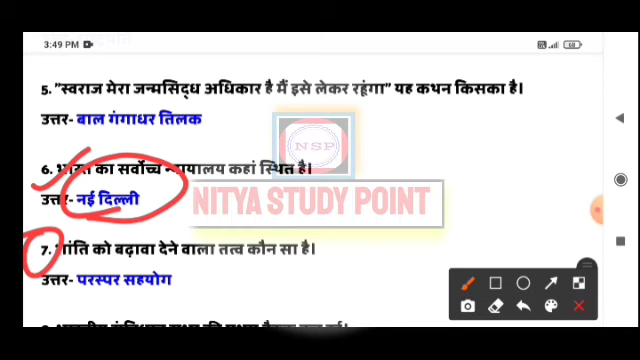 3:49 PM
68
5. "स्वराज मेरा जन्मसिद्ध अधिकार है मैं इसे लेकर रहूंगा" यह कथन किसका है।
उत्तर- बाल गंगाधर तिलक
NSP
6. भारत का सर्वोच्च न्यायालय कहां स्थित है।
उत्तर- नई दिल्ली
NITYA STUDY POINT
7. शांति को बढ़ावा देने वाला तत्व कौन सा है।
उत्तर- परस्पर सहयोग